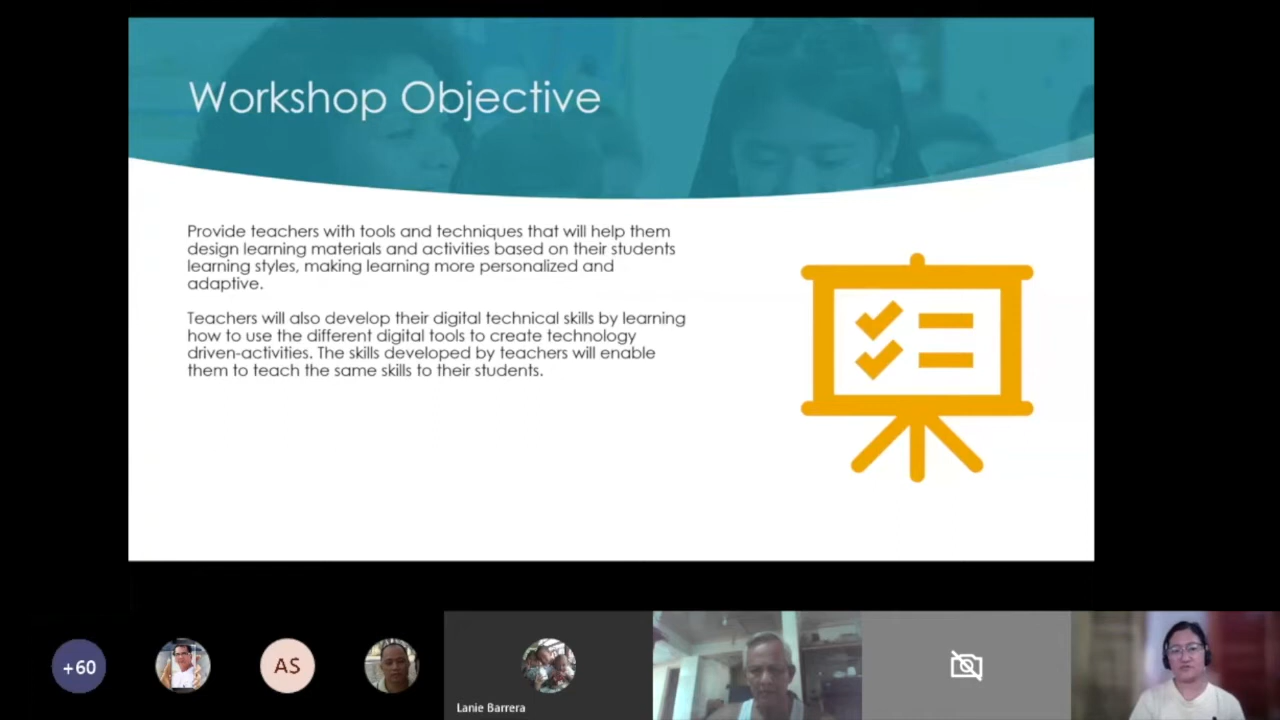 Workshop Objective
Provide teachers with tools and techniques that will help them
design learning materials and activities based on their students
learning styles, making learning more personalized and
adaptive.
Teachers will also develop their digital technical skills by learning
how to use the different digital tools to create technology
driven-activities. The skills developed by teachers will enable
them to teach the same skills to their students.
+60
AS
Lanie Barrera